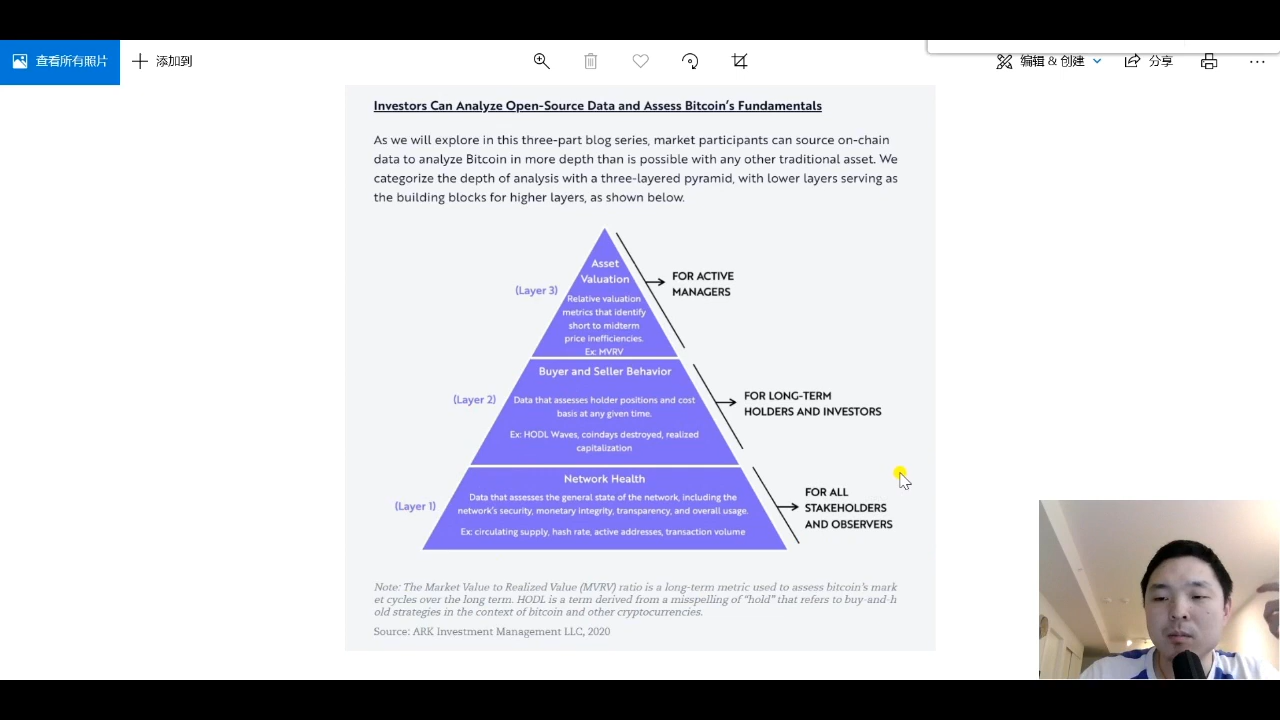 查看所有照片
添加到
编辑 & 创建
分享
Investors Can Analyze Open-Source Data and Assess Bitcoin's Fundamentals
As we will explore in this three-part blog series, market participants can source on-chain
data to analyze Bitcoin in more depth than is possible with any other traditional asset. We
categorize the depth of analysis with a three-layered pyramid, with lower layers serving as
the building blocks for higher layers, as shown below.
(Layer 3)
Asset
Valuation
Relative valuation
metrics that identify
short to midterm
price inefficiencies.
Ex: MVRV
FOR ACTIVE
MANAGERS
(Layer 2)
Buyer and Seller Behavior
Data that assesses holder positions and cost
basis at any given time.
Ex: HODL Waves, coindays destroyed, realized
capitalization
FOR LONG-TERM
HOLDERS AND INVESTORS
(Layer 1)
Network Health
Data that assesses the general state of the network, including the
network's security, monetary integrity, transparency, and overall usage.
Ex: circulating supply, hash rate, active addresses, transaction volume
FOR ALL
STAKEHOLDERS
AND OBSERVERS
Note: The Market Value to Realized Value (MVRV) ratio is a long-term metric used to assess bitcoin's mark
et cycles over the long term. HODL is a term derived from a misspelling of "hold" that refers to buy-and-h
old strategies in the context of bitcoin and other cryptocurrencies.
Source: ARK Investment Management LLC, 2020